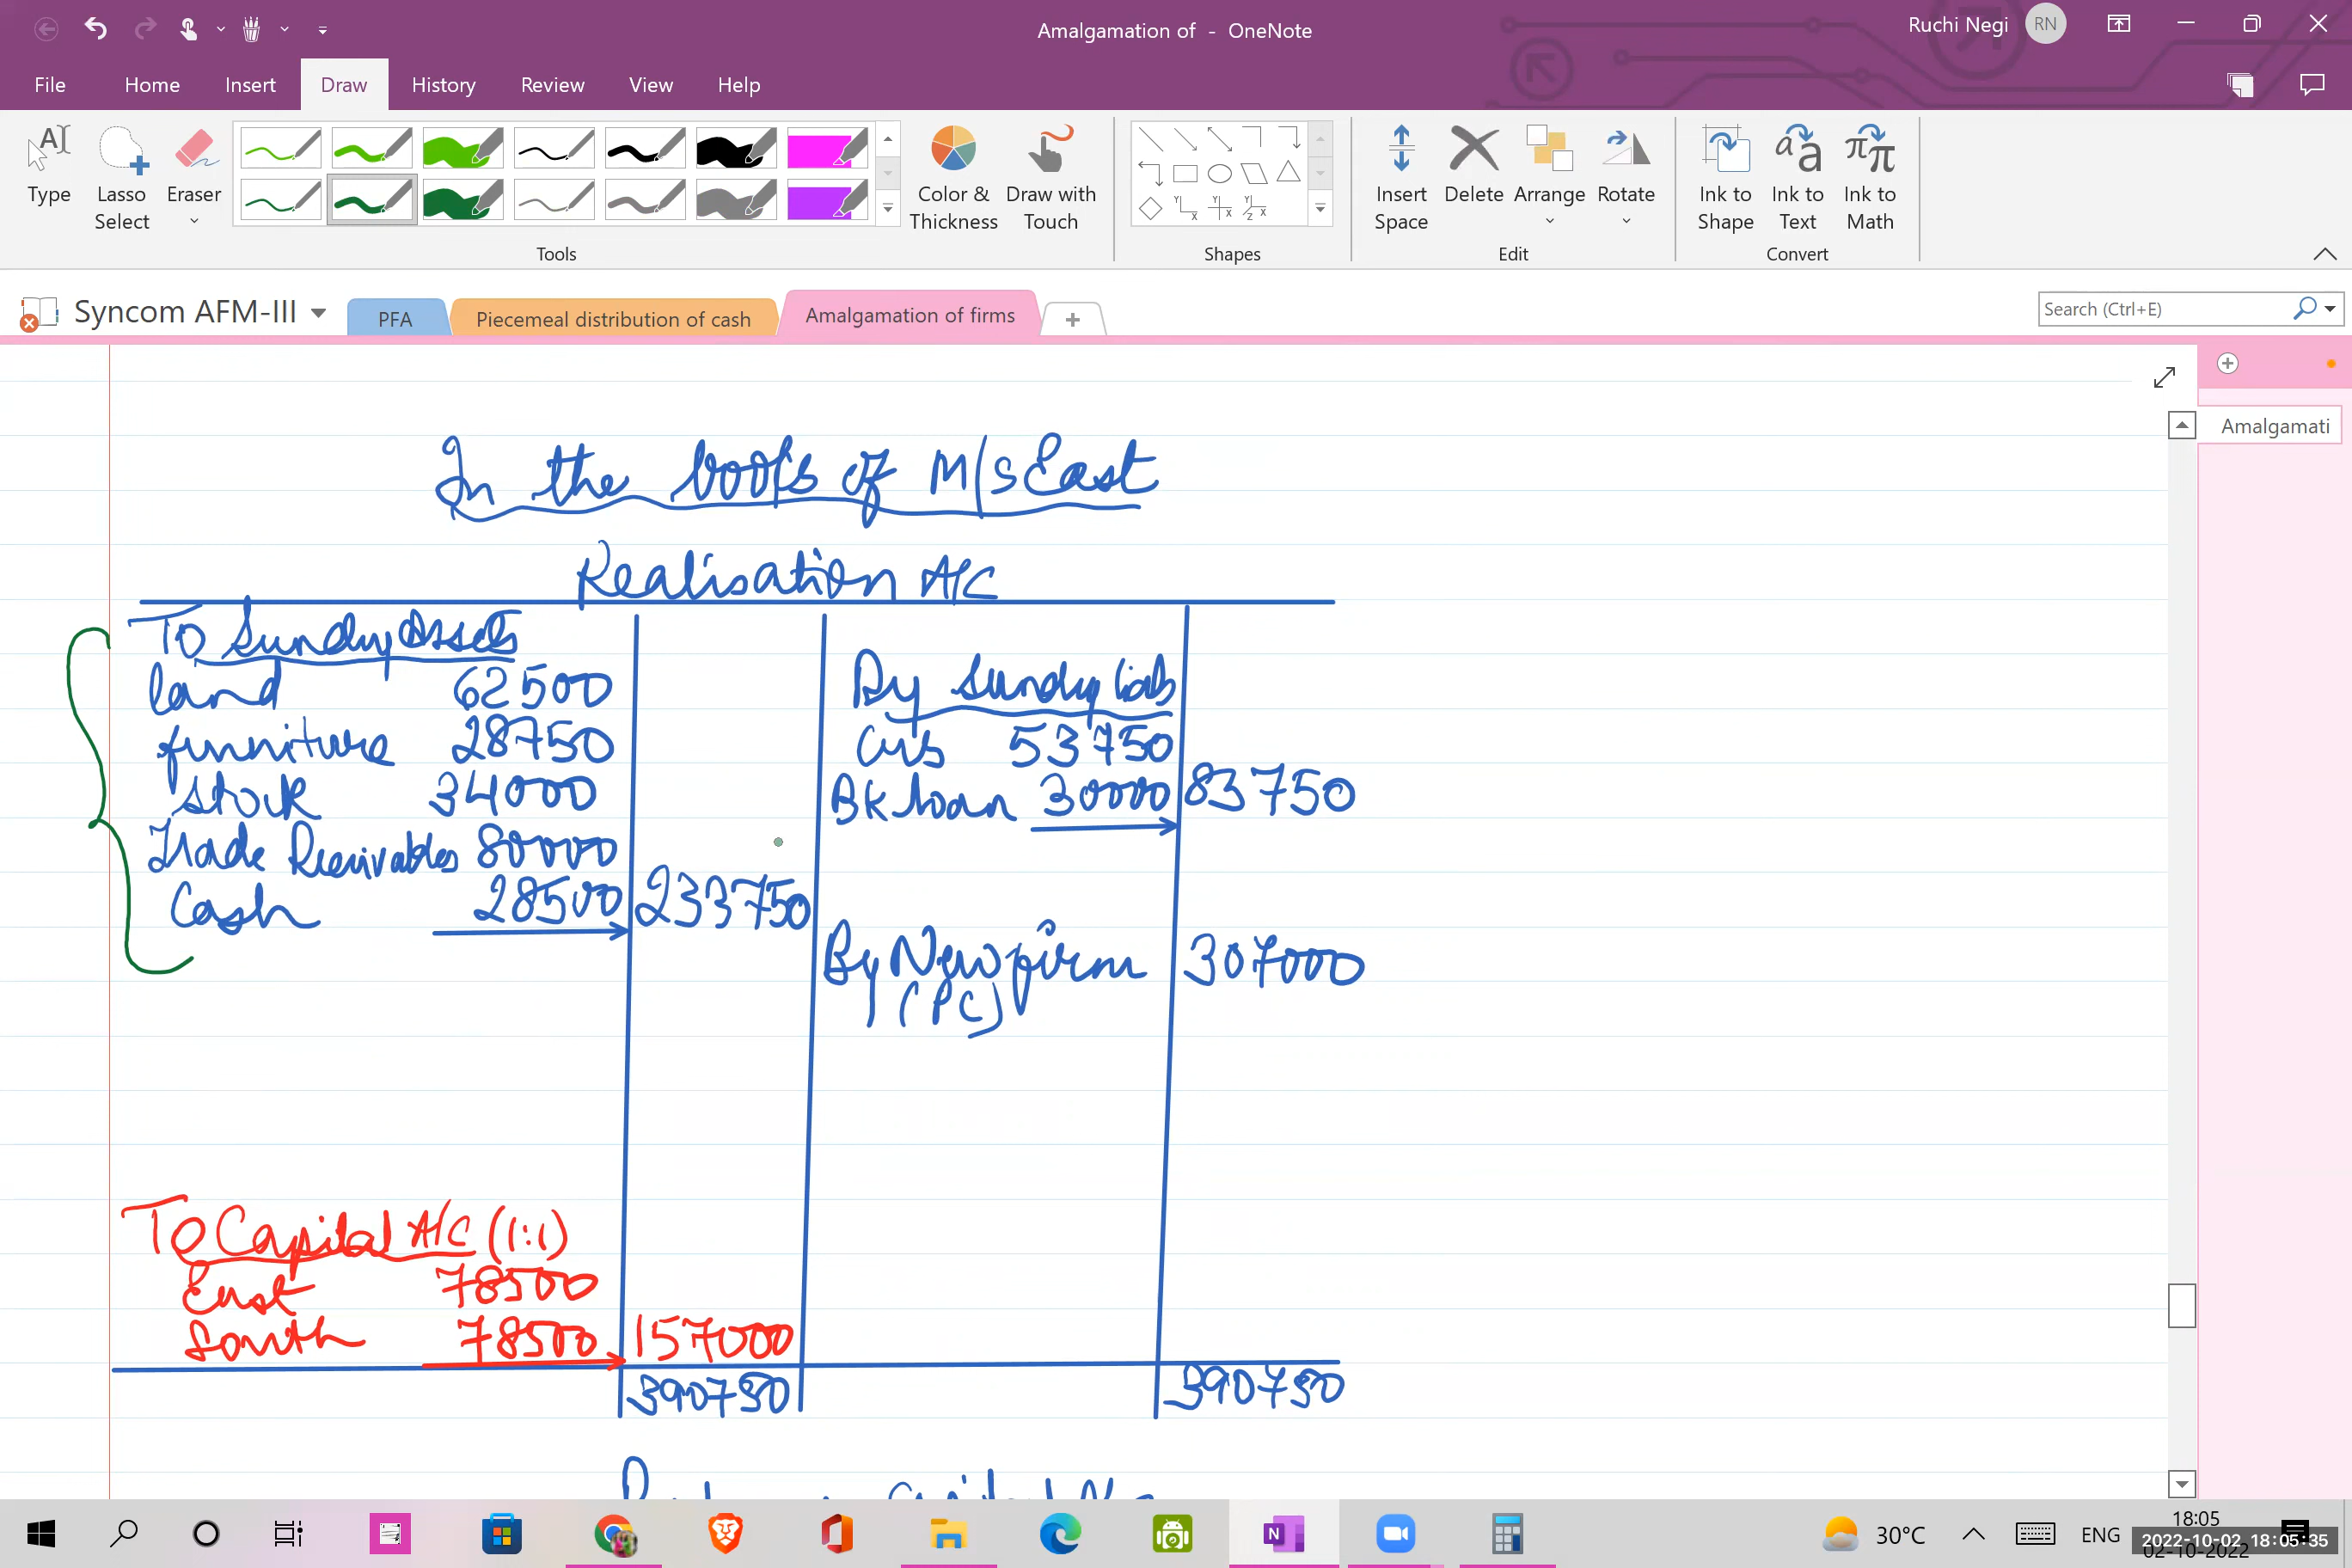 Amalgamation of - OneNote
Ruchi Negi RN
File Home Insert Draw History Review View Help
Type
Lasso Select
Eraser
Color & Thickness
Draw with Touch
Insert Space
Delete
Arrange
Rotate
Ink to Shape
Ink to Text
Ink to Math
Tools Shapes Edit Convert
Syncom AFM-III PFA Piecemeal distribution of cash Amalgamation of firms
Search (Ctrl+E)
Amalgamati
In the books of M/s East
Realisation A/C
To Sundry Assets
land 62500
furniture 28750
Stock 34000
Trade Receivables 80000
Cash 28500 233750
By Sundry liab
Crs 53750
BK loan 30000 83750
By New firm 307000
(PC)
To Capital A/C (1:1)
East 78500
South 78500 157000
390750 390750
30°C ENG 18:05
02-10-2022
2022-10-02 18:05:35